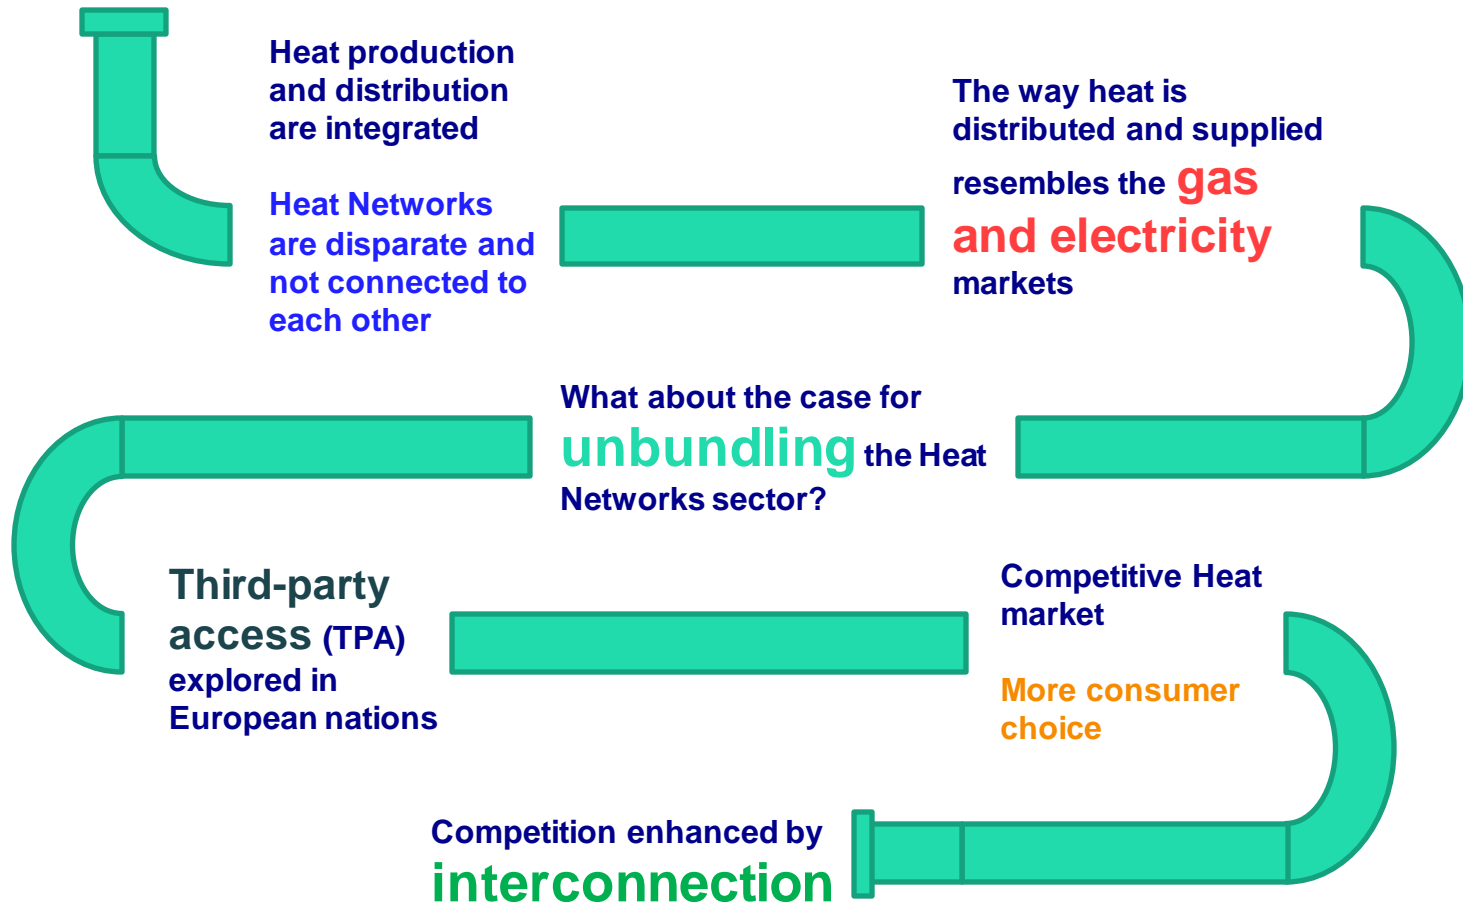 Heat production
and distribution
are integrated
Heat Networks
are disparate and
not connected to
each other
The way heat is
distributed and supplied
resembles the gas
and electricity
markets
What about the case for
unbundling the Heat
Networks sector?
Third-party
access (TPA)
explored in
European nations
Competitive Heat
market
More consumer
choice
Competition enhanced by
interconnection